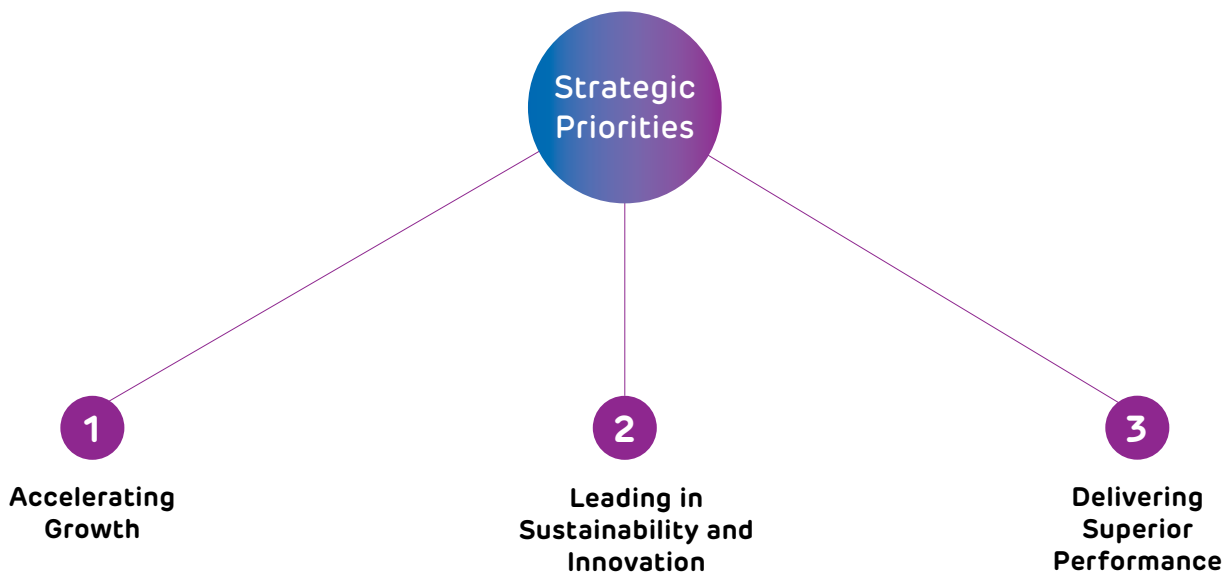 Strategic
Priorities
1
Accelerating
Growth
2
Leading in
Sustainability and
Innovation
3
Delivering
Superior
Performance